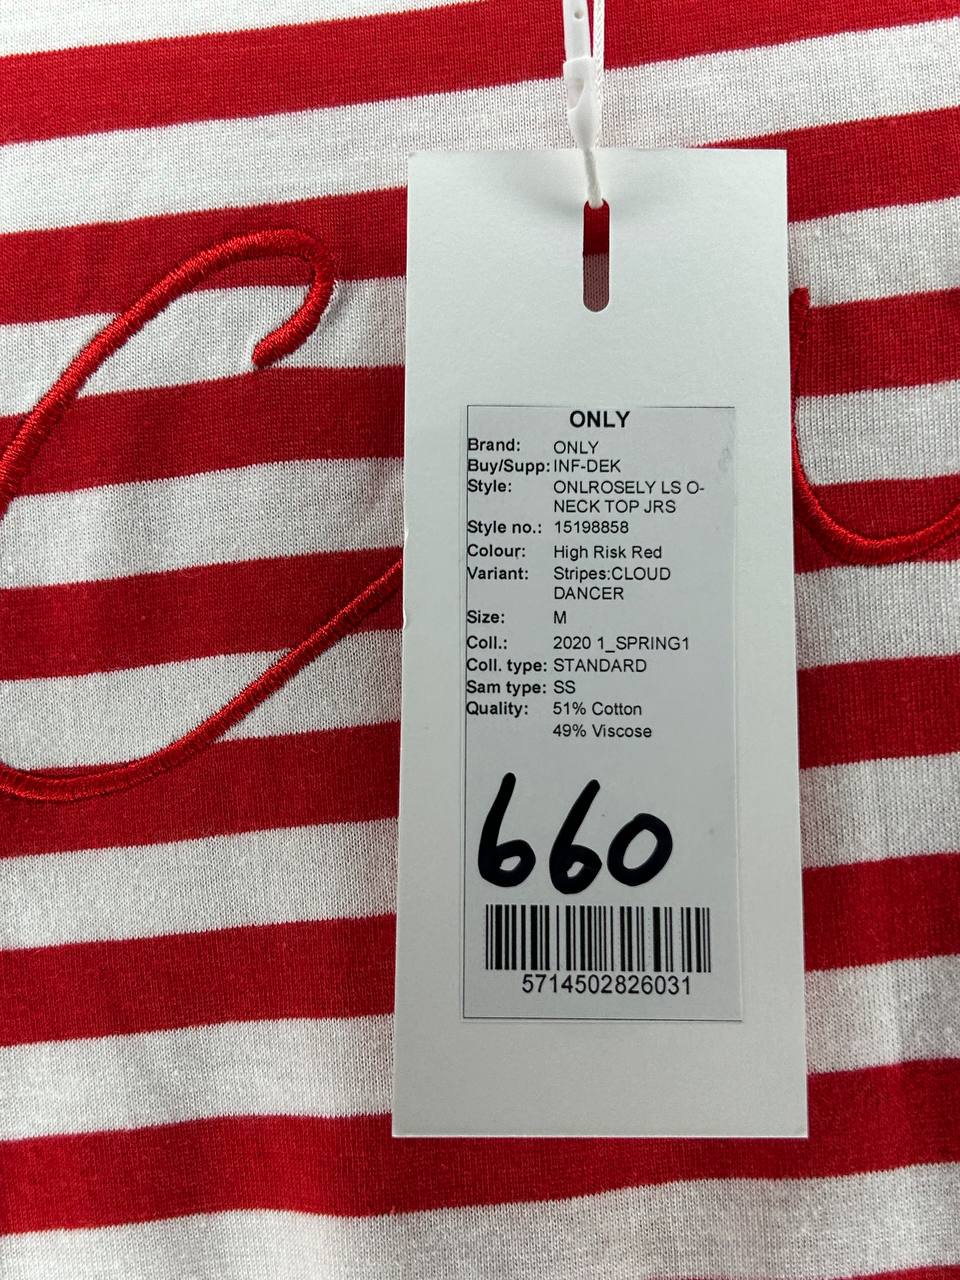 ONLY
Brand: ONLY
Buy/Supp: INF-DEK
Style: ONLROSELY LS O-
NECK TOP JRS
Style no.: 15198858
Colour: High Risk Red
Variant: Stripes:CLOUD
DANCER
Size: M
Coll.: 2020 1_SPRING1
Coll. type: STANDARD
Sam type: SS
Quality: 51% Cotton
49% Viscose
660
5714502826031